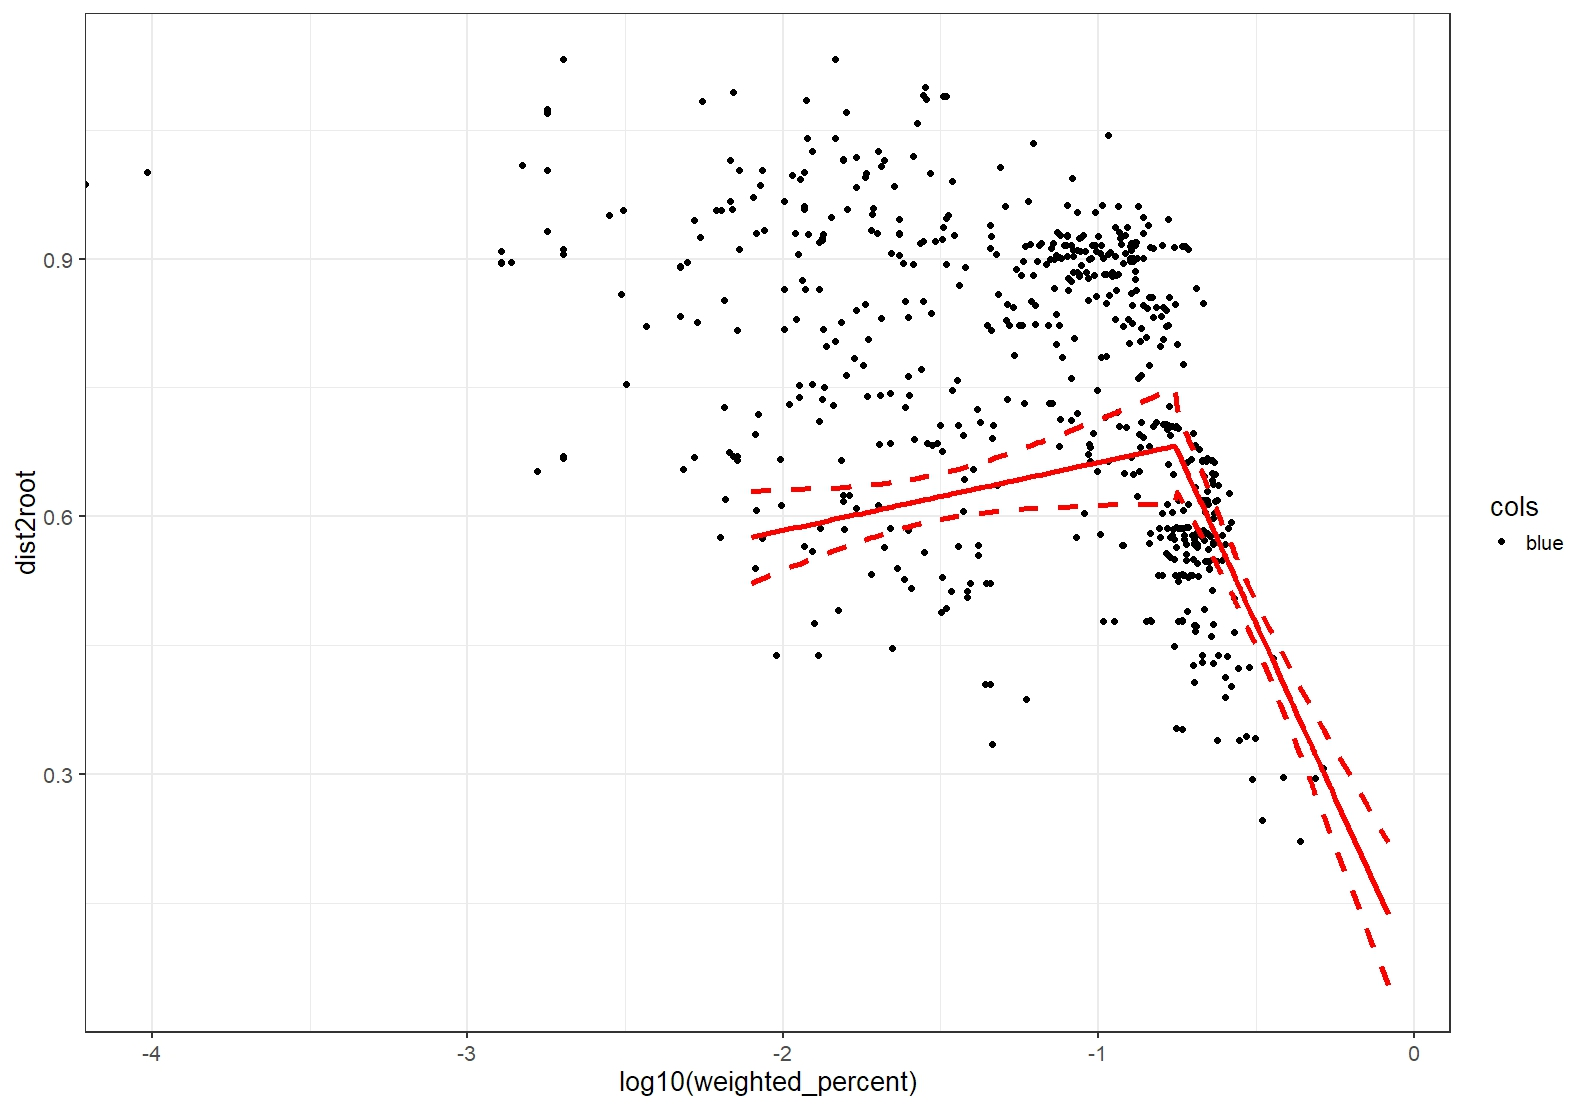 dist2root
0.9
0.6
0.3
-4
-3
-2
-1
0
log10(weighted_percent)
cols
blue